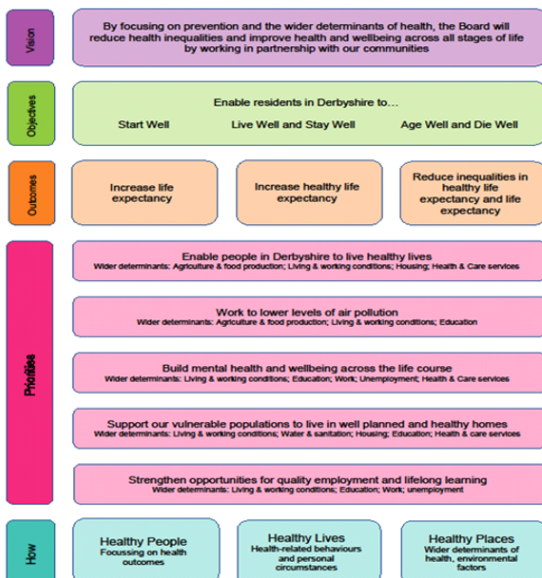 Vision
By focusing on prevention and the wider determinants of health, the Board will
reduce health inequalities and improve health and wellbeing across all stages of life
by working in partnership with our communities
Objectives
Enable residents in Derbyshire to…
Start Well
Live Well and Stay Well
Age Well and Die Well
Outcomes
Increase life
expectancy
Increase healthy life
expectancy
Reduce inequalities in
healthy life
expectancy and life
expectancy
Priorities
Enable people in Derbyshire to live healthy lives
Wider determinants: Agriculture & food production; Living & working conditions; Housing; Health & Care services
Work to lower levels of air pollution
Wider determinants: Agriculture & food production; Living & working conditions; Education
Build mental health and wellbeing across the life course
Wider determinants: Living & working conditions; Education; Work; Unemployment; Health & Care services
Support our vulnerable populations to live in well planned and healthy homes
Wider determinants: Living & working conditions; Water & sanitation; Housing; Education; Health & care services
Strengthen opportunities for quality employment and lifelong learning
Wider determinants: Living & working conditions; Education; Work; unemployment
How
Healthy People
Focussing on health
outcomes
Healthy Lives
Health-related behaviours
and personal
circumstances
Healthy Places
Wider determinants of
health, environmental
factors